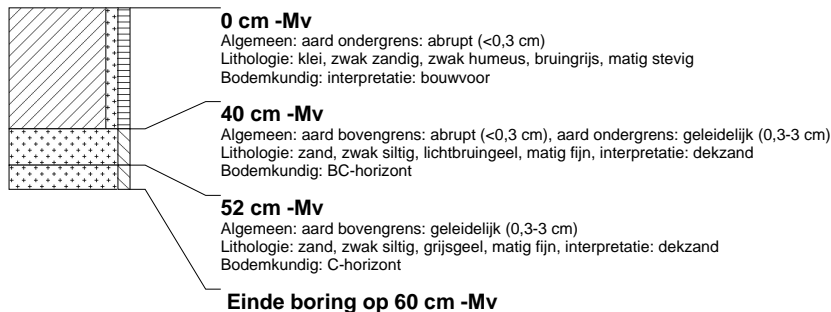 0 cm -Mv
Algemeen: aard ondergrens: abrupt (<0,3 cm)
Lithologie: klei, zwak zandig, zwak humeus, bruingrijs, matig stevig
Bodemkundig: interpretatie: bouwvoor
40 cm -Mv
Algemeen: aard bovengrens: abrupt (<0,3 cm), aard ondergrens: geleidelijk (0,3-3 cm)
Lithologie: zand, zwak siltig, lichtbruingeel, matig fijn, interpretatie: dekzand
Bodemkundig: BC-horizont
52 cm -Mv
Algemeen: aard bovengrens: geleidelijk (0,3-3 cm)
Lithologie: zand, zwak siltig, grijsgeel, matig fijn, interpretatie: dekzand
Bodemkundig: C-horizont
Einde boring op 60 cm -Mv